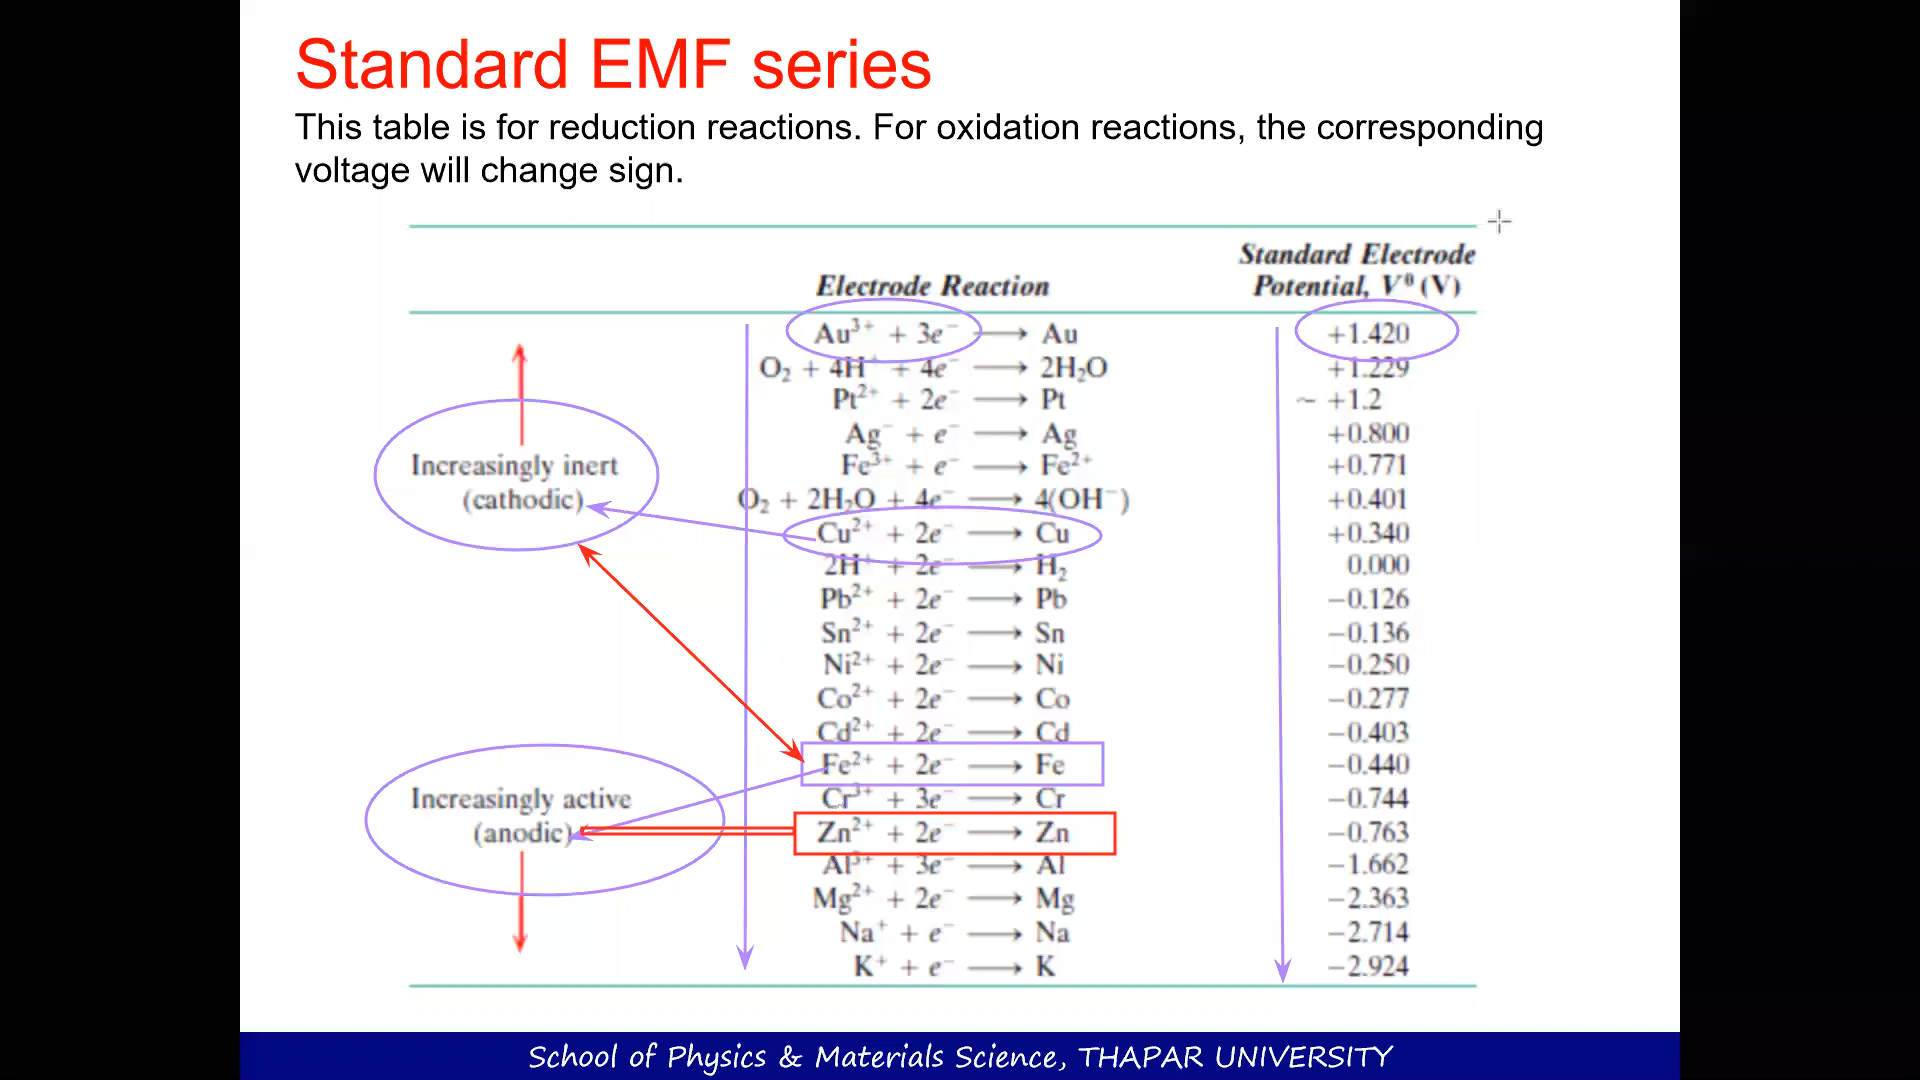 Standard EMF series
This table is for reduction reactions. For oxidation reactions, the corresponding
voltage will change sign.
Electrode Reaction
Standard Electrode
Potential, V⁰ (V)
Au³⁺ + 3e⁻ ⟶ Au +1.420
O₂ + 4H⁺ + 4e⁻ ⟶ 2H₂O +1.229
Pt²⁺ + 2e⁻ ⟶ Pt ~ +1.2
Ag⁻ + e⁻ ⟶ Ag +0.800
Increasingly inert
(cathodic)
Fe³⁺ + e⁻ ⟶ Fe²⁺ +0.771
O₂ + 2H₂O + 4e⁻ ⟶ 4(OH⁻) +0.401
Cu²⁺ + 2e⁻ ⟶ Cu +0.340
2H⁺ + 2e⁻ ⟶ H₂ 0.000
Pb²⁺ + 2e⁻ ⟶ Pb −0.126
Sn²⁺ + 2e⁻ ⟶ Sn −0.136
Ni²⁺ + 2e⁻ ⟶ Ni −0.250
Co²⁺ + 2e⁻ ⟶ Co −0.277
Cd²⁺ + 2e⁻ ⟶ Cd −0.403
Fe²⁺ + 2e⁻ ⟶ Fe −0.440
Increasingly active
(anodic)
Cr³⁺ + 3e⁻ ⟶ Cr −0.744
Zn²⁺ + 2e⁻ ⟶ Zn −0.763
Al³⁺ + 3e⁻ ⟶ Al −1.662
Mg²⁺ + 2e⁻ ⟶ Mg −2.363
Na⁺ + e⁻ ⟶ Na −2.714
K⁺ + e⁻ ⟶ K −2.924
School of Physics & Materials Science, THAPAR UNIVERSITY